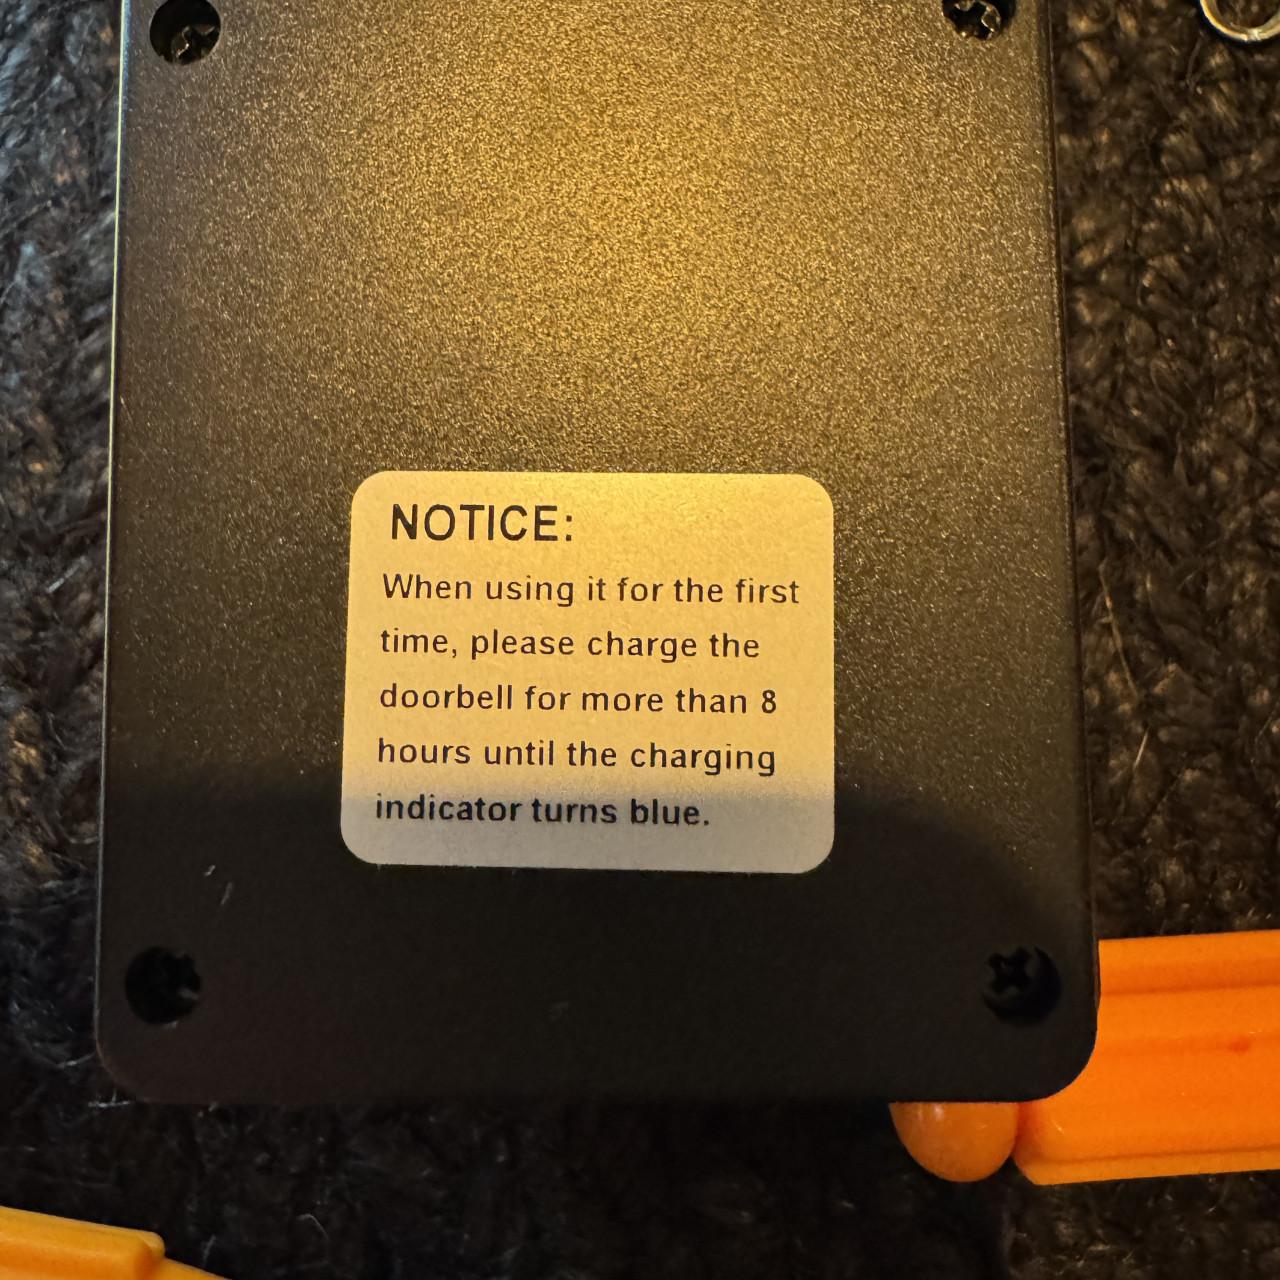 NOTICE:
When using it for the first
time, please charge the
doorbell for more than 8
hours until the charging
indicator turns blue.